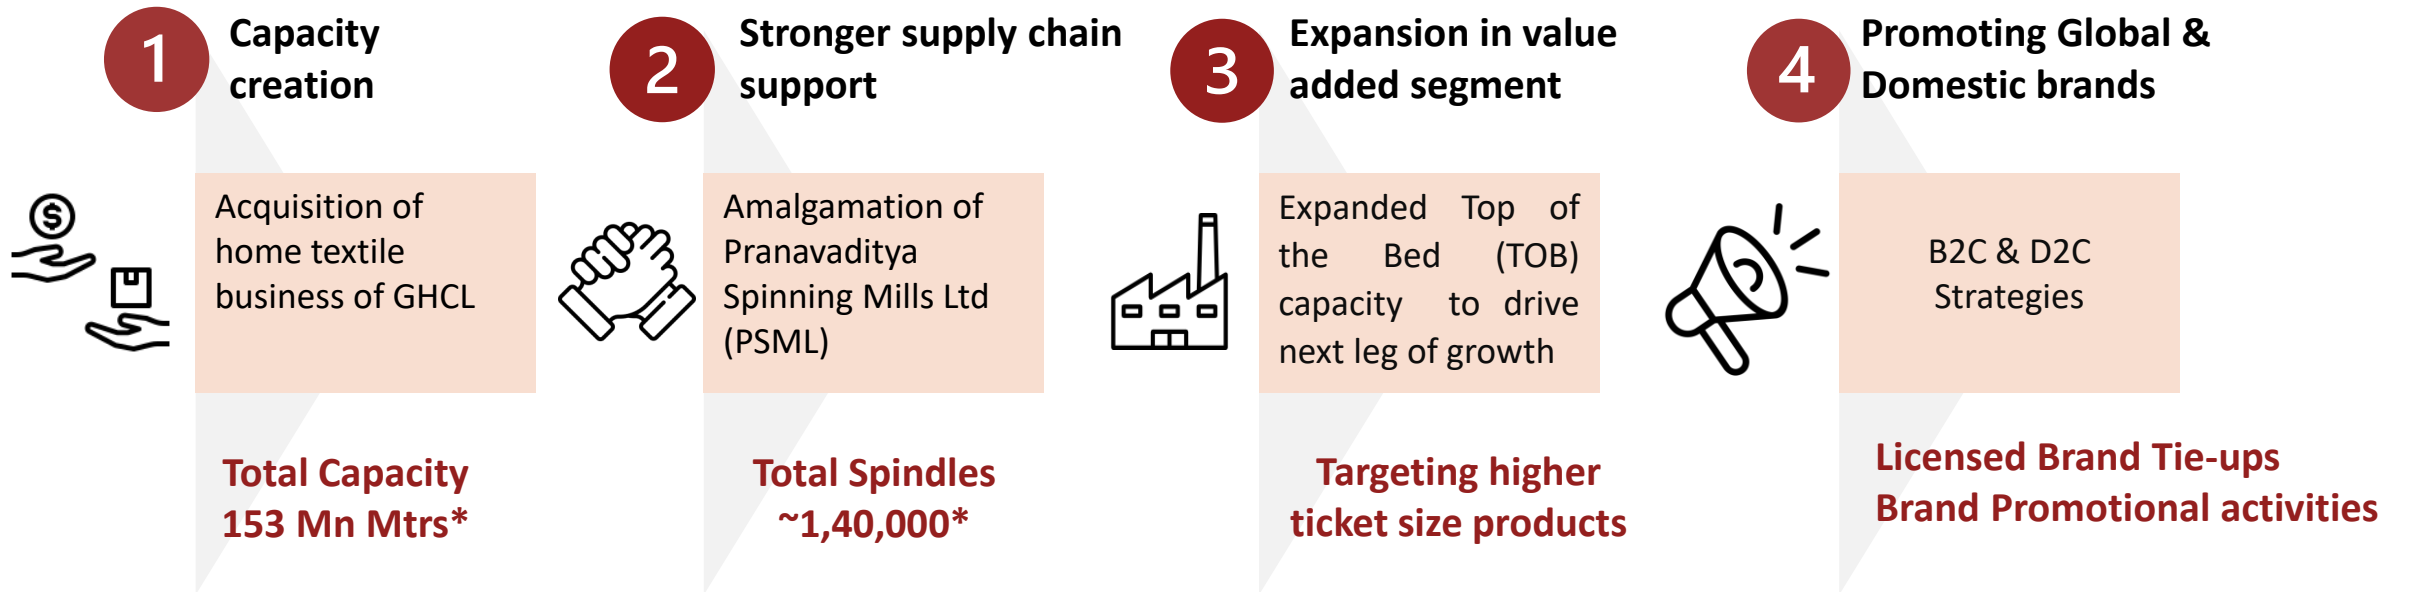 1
Capacity
creation
Acquisition of
home textile
business of GHCL
Total Capacity
153 Mn Mtrs*
2
Stronger supply chain
support
Amalgamation of
Pranavaditya
Spinning Mills Ltd
(PSML)
Total Spindles
~1,40,000*
3
Expansion in value
added segment
Expanded Top of
the Bed (TOB)
capacity to drive
next leg of growth
Targeting higher
ticket size products
4
Promoting Global &
Domestic brands
B2C & D2C
Strategies
Licensed Brand Tie-ups
Brand Promotional activities